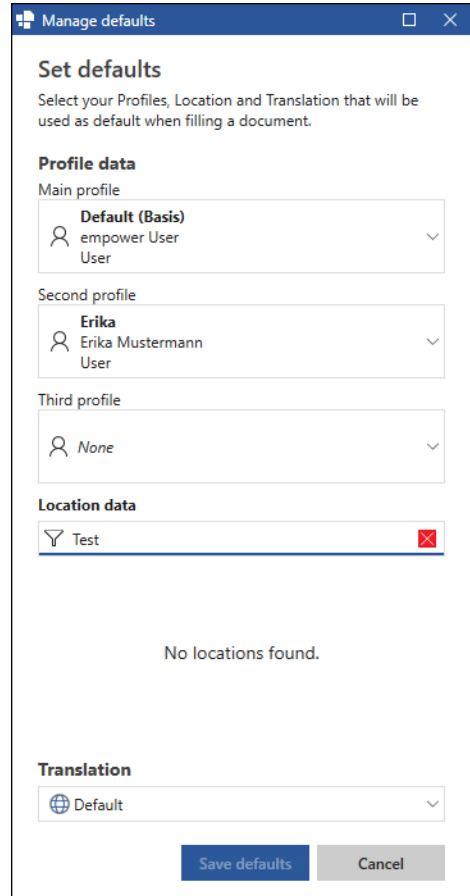 Manage defaults
Set defaults
Select your Profiles, Location and Translation that will be
used as default when filling a document.
Profile data
Main profile
Default (Basis)
empower User
User
Second profile
Erika
Erika Mustermann
User
Third profile
None
Location data
Test
No locations found.
Translation
Default
Save defaults
Cancel